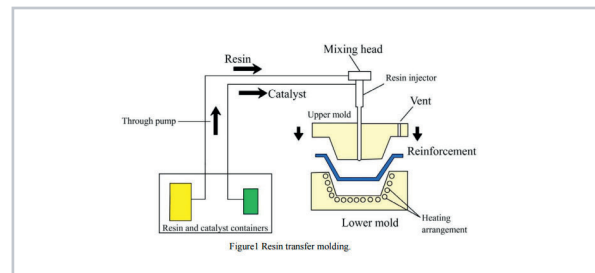 Mixing head
Resin
Resin injector
Catalyst
Vent
Upper mold
Through pump
Reinforcement
Heating
arrangement
Lower mold
Resin and catalyst containers
Figure1 Resin transfer molding.